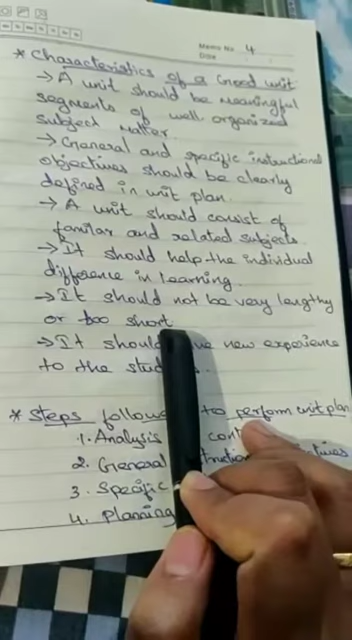 Memo No. 4
Date
* Characteristics of a Good unit
→ A unit should be meaningful
segments of well organized
subject matter.
→ General and specific instructional
objectives should be clearly
defined in unit plan.
→ A unit should consist of
familar and related subjects.
→ It should help the individual
difference in learning.
→ It should not be very lengthy
or too short
→ It should new experience
to the
* Steps to perform unit plan
1. Analysis
2. General
3. Specific
4. Planning